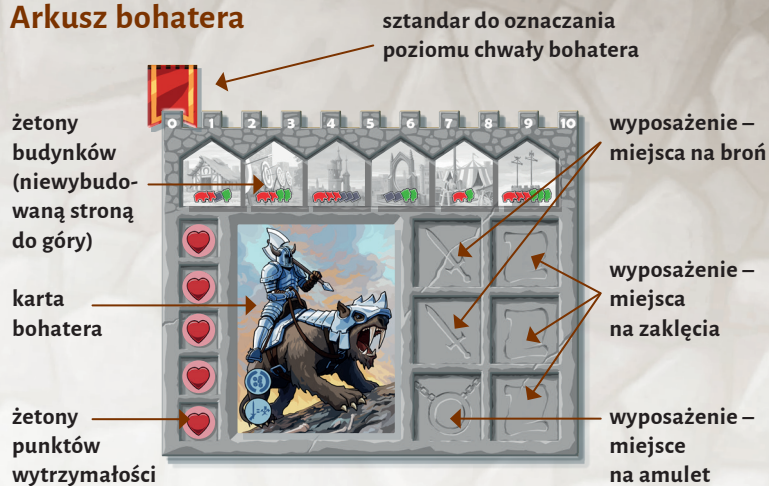 Arkusz bohatera
sztandar do oznaczania
poziomu chwały bohatera
0 1 2 3 4 5 6 7 8 9 10
żetony
budynków
(niewybudo-
waną stroną
do góry)
karta
bohatera
żetony
punktów
wytrzymałości
wyposażenie –
miejsca na broń
wyposażenie –
miejsca
na zaklęcia
wyposażenie –
miejsce
na amulet